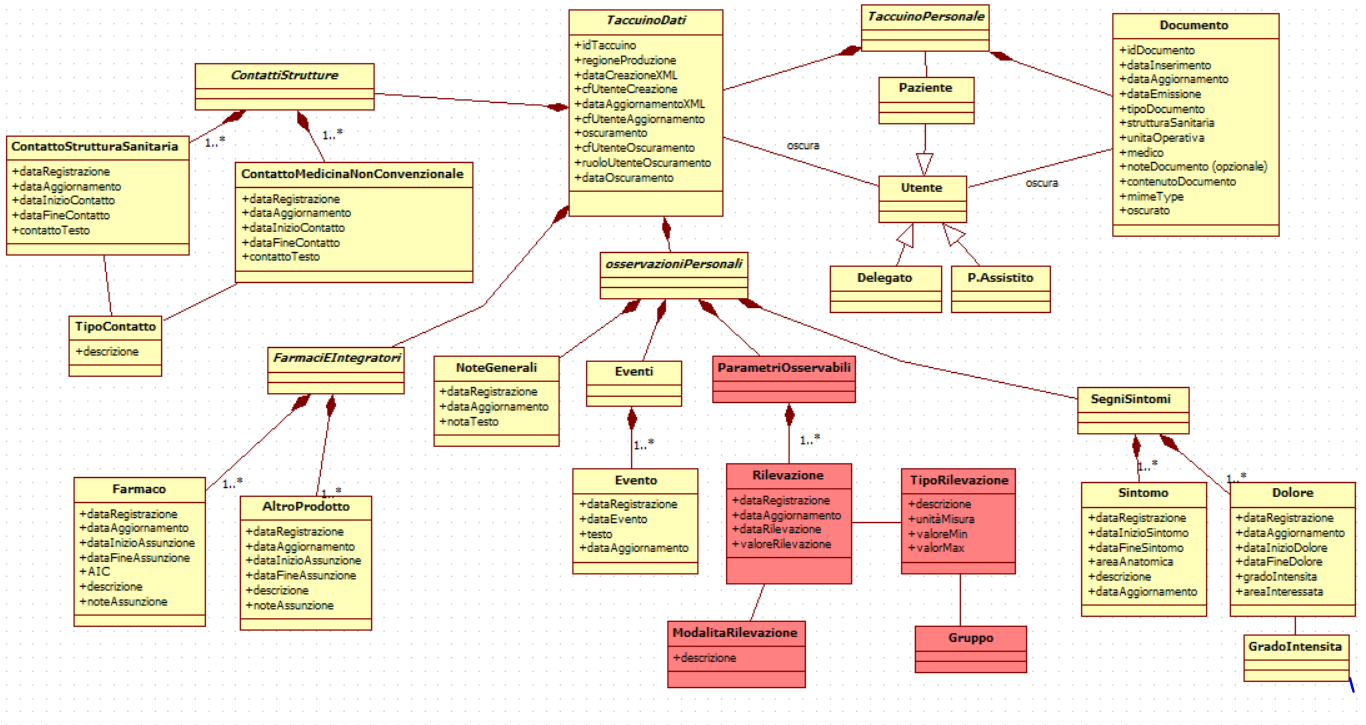 TaccuinoDati
+idTaccuino
+regioneProduzione
+dataCreazioneXML
+cfUtenteCreazione
+dataAggiornamentoXML
+cfUtenteAggiornamento
+oscuramento
+cfUtenteOscuramento
+ruoloUtenteOscuramento
+dataOscuramento
TaccuinoPersonale
Documento
+idDocumento
+dataInserimento
+dataAggiornamento
+dataEmissione
+tipoDocumento
+strutturaSanitaria
+unitaOperativa
+medico
+noteDocumento (opzionale)
+contenutoDocumento
+mimeType
+oscurato
ContattiStrutture
Paziente
1..*
1..*
ContattoStrutturaSanitaria
+dataRegistrazione
+dataAggiornamento
+dataInizioContatto
+dataFineContatto
+contattoTesto
ContattoMedicinaNonConvenzionale
+dataRegistrazione
+dataAggiornamento
+dataInizioContatto
+dataFineContatto
+contattoTesto
oscura
oscura
Utente
osservazioniPersonali
Delegato
P.Assistito
TipoContatto
+descrizione
FarmaciEIntegratori
NoteGenerali
+dataRegistrazione
+dataAggiornamento
+notaTesto
Eventi
ParametriOsservabili
SegniSintomi
1..*
1..*
1..*
1..*
1..*
1..*
Farmaco
+dataRegistrazione
+dataAggiornamento
+dataInizioAssunzione
+dataFineAssunzione
+AIC
+descrizione
+noteAssunzione
AltroProdotto
+dataRegistrazione
+dataAggiornamento
+dataInizioAssunzione
+dataFineAssunzione
+descrizione
+noteAssunzione
Evento
+dataRegistrazione
+dataEvento
+testo
+dataAggiornamento
Rilevazione
+dataRegistrazione
+dataAggiornamento
+dataRilevazione
+valoreRilevazione
TipoRilevazione
+descrizione
+unitàMisura
+valoreMin
+valorMax
Sintomo
+dataRegistrazione
+dataInizioSintomo
+dataFineSintomo
+areaAnatomica
+descrizione
+dataAggiornamento
Dolore
+dataRegistrazione
+dataAggiornamento
+dataInizioDolore
+dataFineDolore
+gradoIntensita
+areaInteressata
ModalitaRilevazione
+descrizione
Gruppo
GradoIntensita